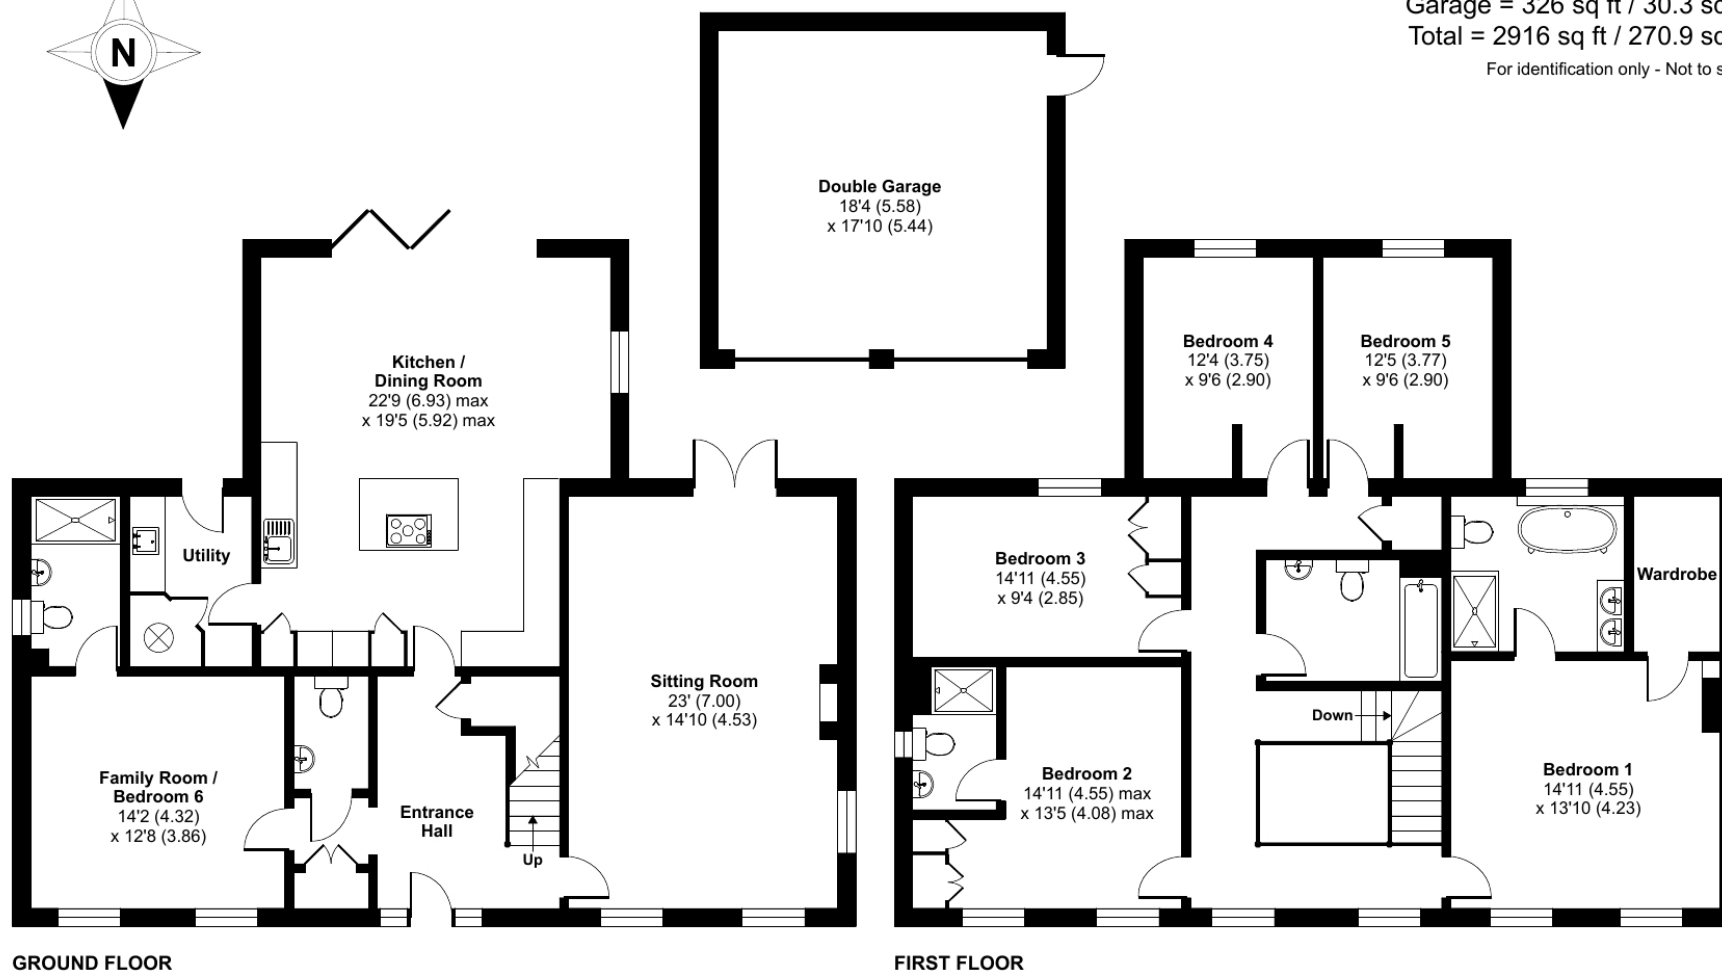 N
Garage = 326 sq ft / 30.3 sq
Total = 2916 sq ft / 270.9 sq
For identification only - Not to s
Double Garage
18'4 (5.58)
x 17'10 (5.44)
Kitchen /
Dining Room
22'9 (6.93) max
x 19'5 (5.92) max
Utility
Sitting Room
23' (7.00)
x 14'10 (4.53)
Family Room /
Bedroom 6
14'2 (4.32)
x 12'8 (3.86)
Entrance
Hall
Up
GROUND FLOOR
Bedroom 4
12'4 (3.75)
x 9'6 (2.90)
Bedroom 5
12'5 (3.77)
x 9'6 (2.90)
Bedroom 3
14'11 (4.55)
x 9'4 (2.85)
Wardrobe
Down
Bedroom 2
14'11 (4.55) max
x 13'5 (4.08) max
Bedroom 1
14'11 (4.55)
x 13'10 (4.23)
FIRST FLOOR